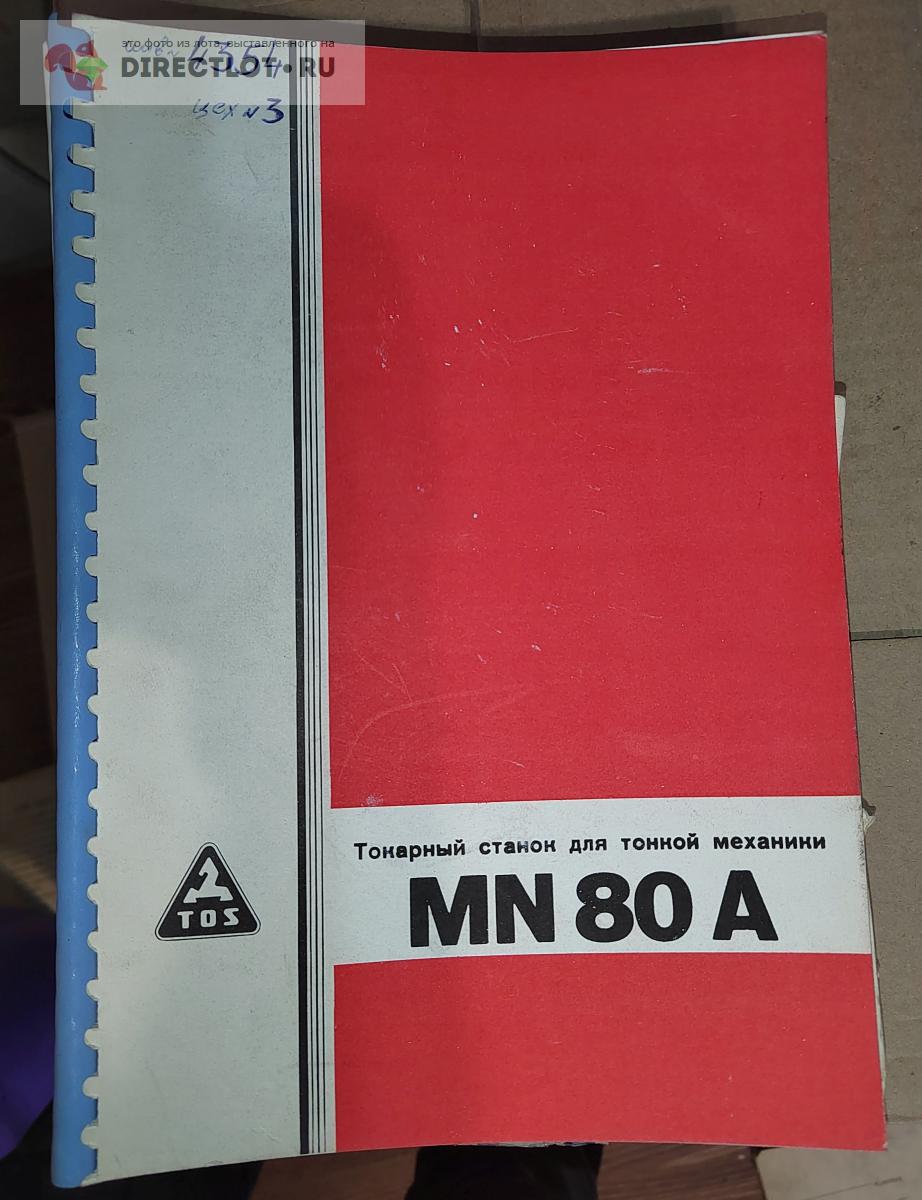 это фото из лота, выставленного на
DIRECTLOT.RU
цех №3
Токарный станок для тонкой механики
MN 80 A
TOS